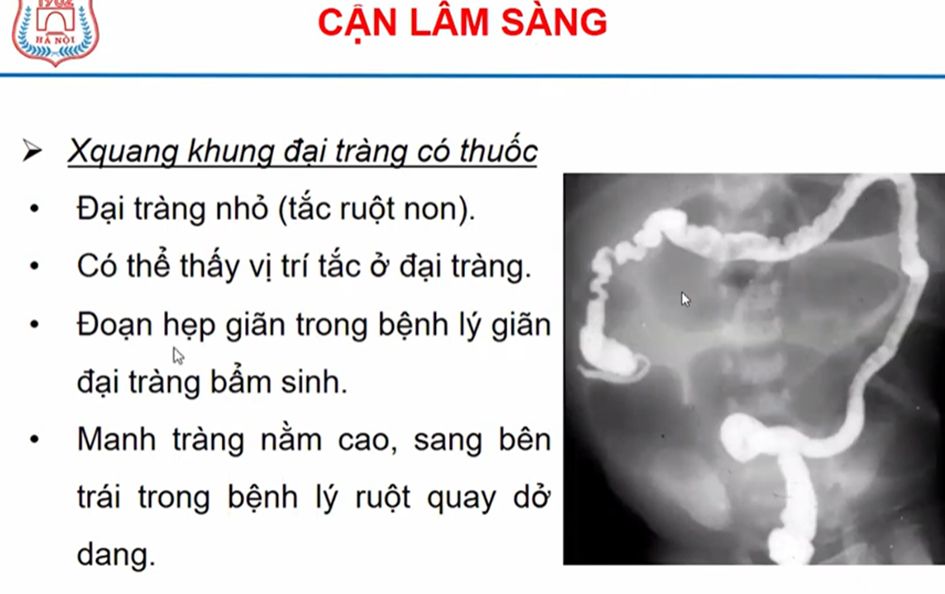 HÀ NỘI
CẬN LÂM SÀNG
➢ Xquang khung đại tràng có thuốc
• Đại tràng nhỏ (tắc ruột non).
• Có thể thấy vị trí tắc ở đại tràng.
• Đoạn hẹp giãn trong bệnh lý giãn
đại tràng bẩm sinh.
• Manh tràng nằm cao, sang bên
trái trong bệnh lý ruột quay dở
dang.